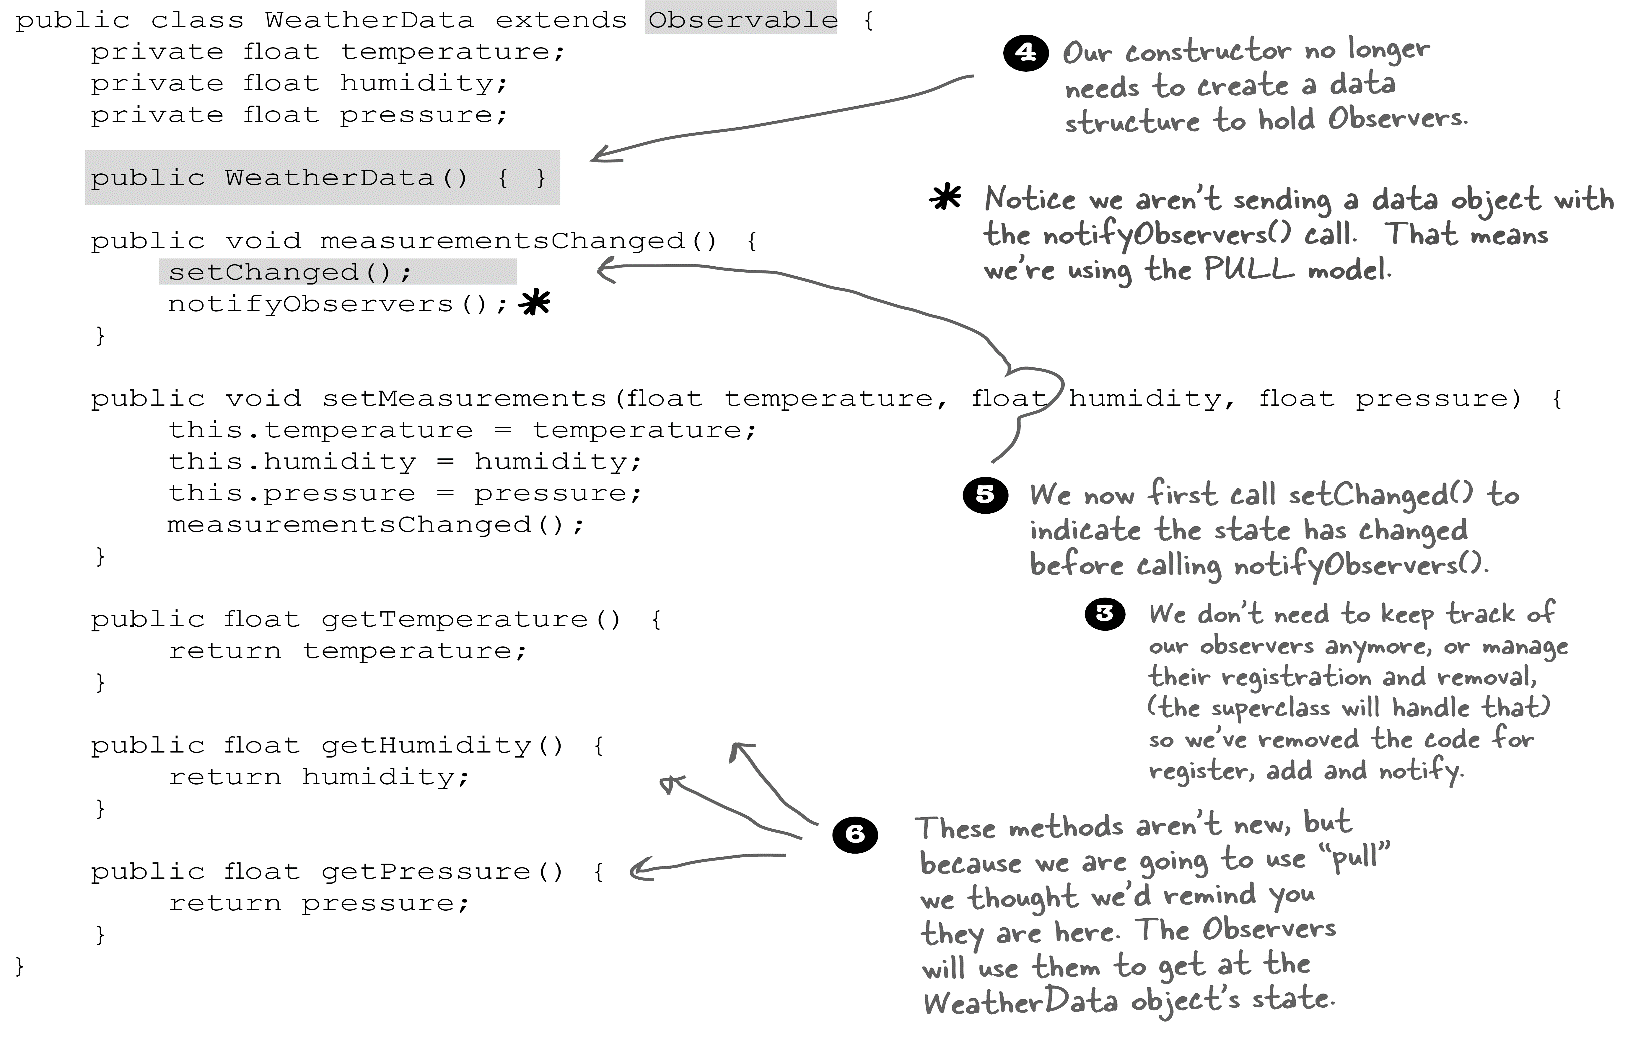 public class WeatherData extends Observable {
private float temperature;
private float humidity;
private float pressure;
4 Our constructor no longer
needs to create a data
structure to hold Observers.
public WeatherData() { }
* Notice we aren't sending a data object with
the notifyObservers() call. That means
we're using the PULL model.
public void measurementsChanged() {
setChanged();
notifyObservers(); *
}
public void setMeasurements(float temperature, float humidity, float pressure) {
this.temperature = temperature;
this.humidity = humidity;
this.pressure = pressure;
measurementsChanged();
}
5 We now first call setChanged() to
indicate the state has changed
before calling notifyObservers().
3 We don't need to keep track of
our observers anymore, or manage
their registration and removal,
(the superclass will handle that)
so we've removed the code for
register, add and notify.
public float getTemperature() {
return temperature;
}
public float getHumidity() {
return humidity;
}
public float getPressure() {
return pressure;
}
}
6 These methods aren't new, but
because we are going to use “pull”
we thought we'd remind you
they are here. The Observers
will use them to get at the
WeatherData object's state.